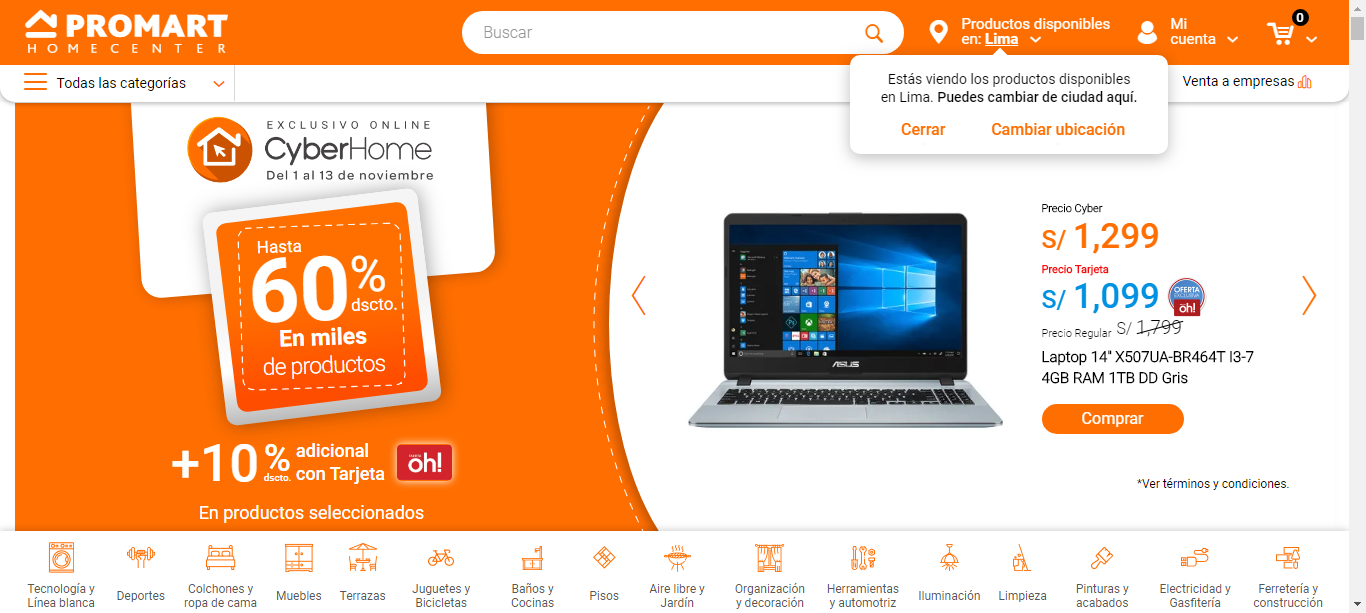 PROMART
HOMECENTER
Buscar
Productos disponibles
en: Lima
Mi
cuenta
0
Todas las categorías
Venta a empresas
Estás viendo los productos disponibles
en Lima. Puedes cambiar de ciudad aquí.
Cerrar
Cambiar ubicación
EXCLUSIVO ONLINE
CyberHome
Del 1 al 13 de noviembre
Hasta
60%
dscto.
En miles
de productos
+10%
dscto.
adicional
con Tarjeta
TARJETA
oh!
En productos seleccionados
ASUS
Precio Cyber
S/ 1,299
Precio Tarjeta
S/ 1,099
OFERTA
EXCLUSIVA
oh!
Precio Regular S/ 1,799
Laptop 14" X507UA-BR464T I3-7
4GB RAM 1TB DD Gris
Comprar
*Ver términos y condiciones.
Tecnología y
Línea blanca
Deportes
Colchones y
ropa de cama
Muebles
Terrazas
Juguetes y
Bicicletas
Baños y
Cocinas
Pisos
Aire libre y
Jardín
Organización
y decoración
Herramientas
y automotriz
Iluminación
Limpieza
Pinturas y
acabados
Electricidad y
Gasfitería
Ferretería y
construcción